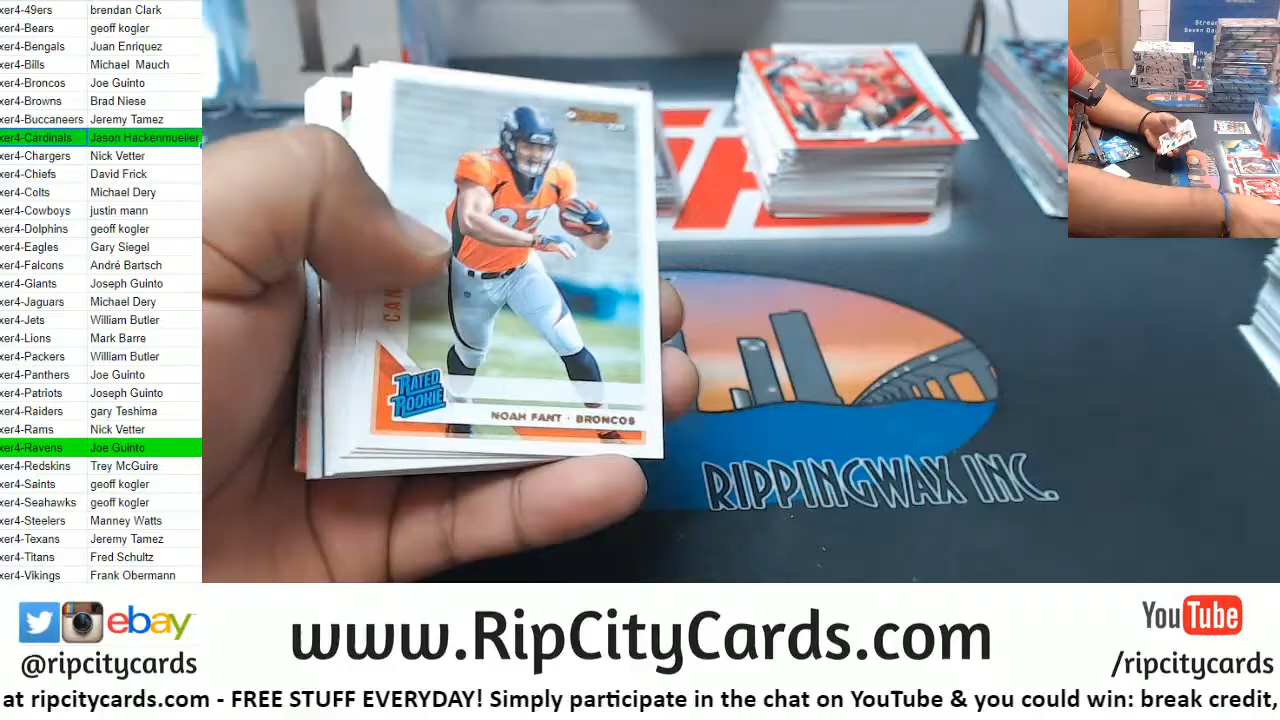 xer4-49ers brendan Clark
xer4-Bears geoff kogler
xer4-Bengals Juan Enriquez
xer4-Bills Michael Mauch
xer4-Broncos Joe Guinto
xer4-Browns Brad Niese
xer4-Buccaneers Jeremy Tamez
xer4-Cardinals Jason Hackenmueller
xer4-Chargers Nick Vetter
xer4-Chiefs David Frick
xer4-Colts Michael Dery
xer4-Cowboys justin mann
xer4-Dolphins geoff kogler
xer4-Eagles Gary Siegel
xer4-Falcons André Bartsch
xer4-Giants Joseph Guinto
xer4-Jaguars Michael Dery
xer4-Jets William Butler
xer4-Lions Mark Barre
xer4-Packers William Butler
xer4-Panthers Joe Guinto
xer4-Patriots Joseph Guinto
xer4-Raiders gary Teshima
xer4-Rams Nick Vetter
xer4-Ravens Joe Guinto
xer4-Redskins Trey McGuire
xer4-Saints geoff kogler
xer4-Seahawks geoff kogler
xer4-Steelers Manney Watts
xer4-Texans Jeremy Tamez
xer4-Titans Fred Schultz
xer4-Vikings Frank Obermann
87
CAN
RATED
ROOKIE
NOAH FANT · BRONCOS
RIPPINGWAX INC.
Seven Da
ebay
@ripcitycards
www.RipCityCards.com
YouTube
/ripcitycards
at ripcitycards.com - FREE STUFF EVERYDAY! Simply participate in the chat on YouTube & you could win: break credit,